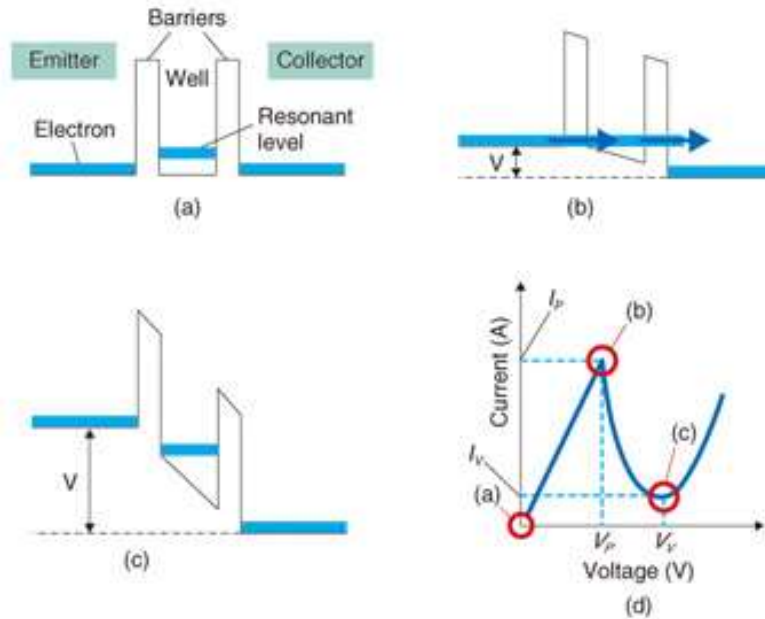 Barriers
Emitter
Well
Collector
Electron
Resonant
level
(a)
V
(b)
V
(c)
Current (A)
I_P
(b)
I_V
(a)
(c)
V_P
V_V
Voltage (V)
(d)